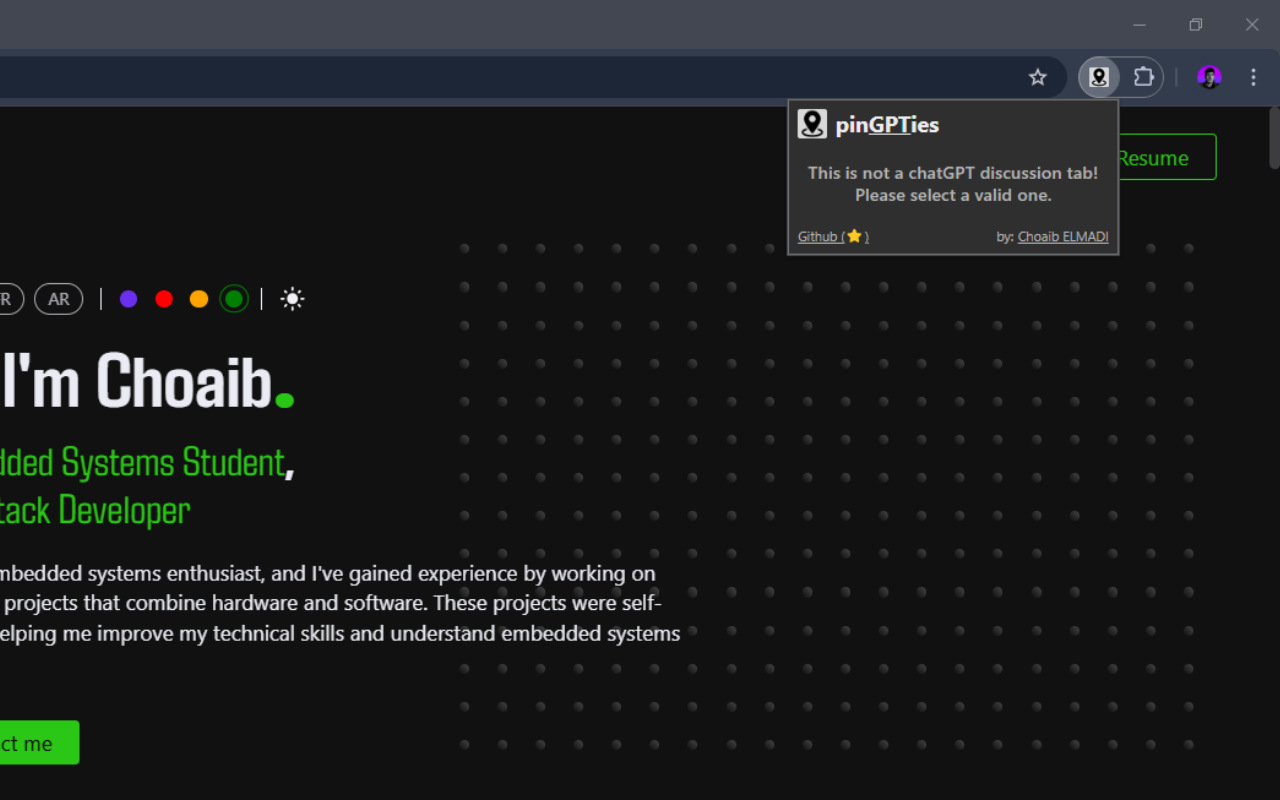 pinGPTies
Resume
This is not a chatGPT discussion tab!
Please select a valid one.
Github (⭐)
by: Choaib ELMADI
R
AR
I'm Choaib.
dded Systems Student,
tack Developer
mbedded systems enthusiast, and I've gained experience by working on
projects that combine hardware and software. These projects were self-
elping me improve my technical skills and understand embedded systems
ct me